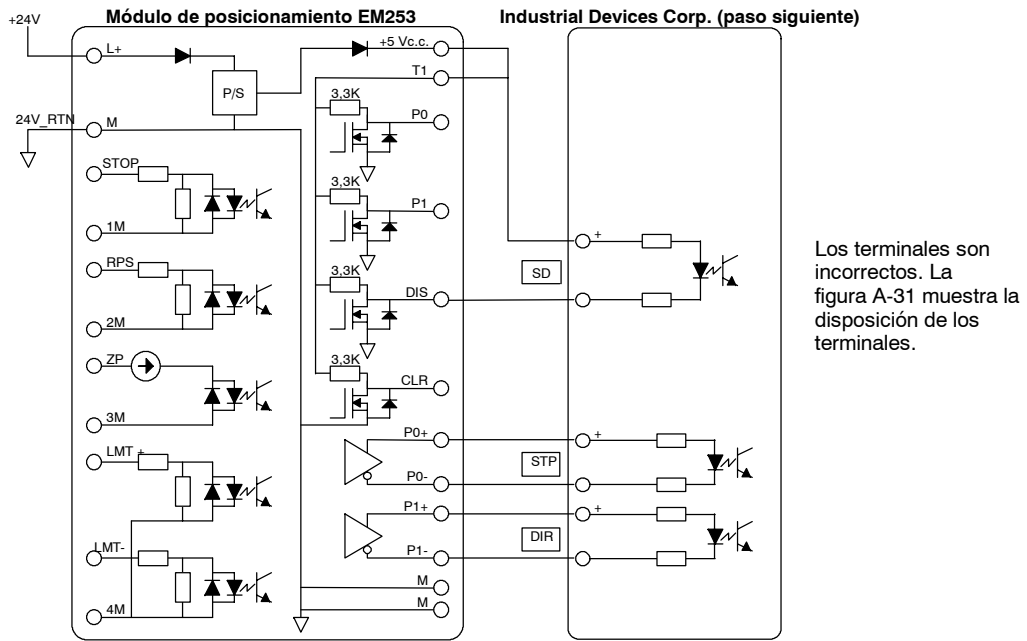 Módulo de posicionamiento EM253
Industrial Devices Corp. (paso siguiente)
+24V
L+
+5 Vc.c.
T1
P/S
3,3K
P0
24V_RTN
M
STOP
3,3K
P1
1M
RPS
3,3K
DIS
2M
ZP
3,3K
CLR
3M
LMT +
P0+
P0-
LMT-
P1+
P1-
4M
M
M
+
SD
+
STP
+
DIR
Los terminales son
incorrectos. La
figura A-31 muestra la
disposición de los
terminales.